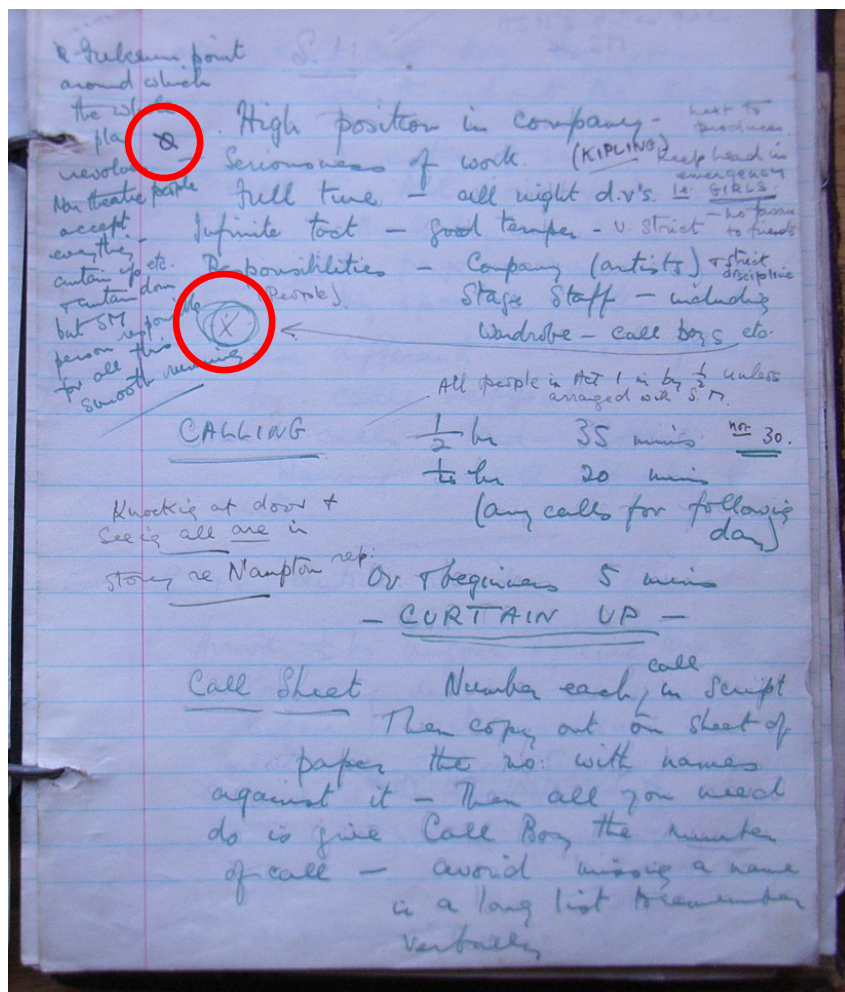 S.M
& Fulcrum point
around which
the whole
play
revolves
Non theatre people
accept
everything -
curtain up etc.
& curtain down
but SM
person responsible
for all this
smooth running
High position in company - next to
producer.
- Seriousness of work. (KIPLING) Keep head in
emergency
Full time - all night d.r's. I.e. GIRLS.
Infinite tact - good temper - v. strict - no favours
to friends
Responsibilities - Company (artists) & strict
discipline
(People). Stage Staff - including
X Wardrobe - call boys etc.
All people in Act 1 in by ½ unless
arranged with S.M.
CALLING ½ hr 35 mins not 30.
¼ hr 20 mins
(any calls for following
day)
Knocking at door &
Seeing all are in
story re N'ampton rep.
Ov & beginners 5 mins
- CURTAIN UP -
Call Sheet Number each call in script
Then copy out on sheet of
paper the no: with names
against it - Then all you need
do is give Call Boy the number
of call - avoid missing a name
in a long list to remember
verbally